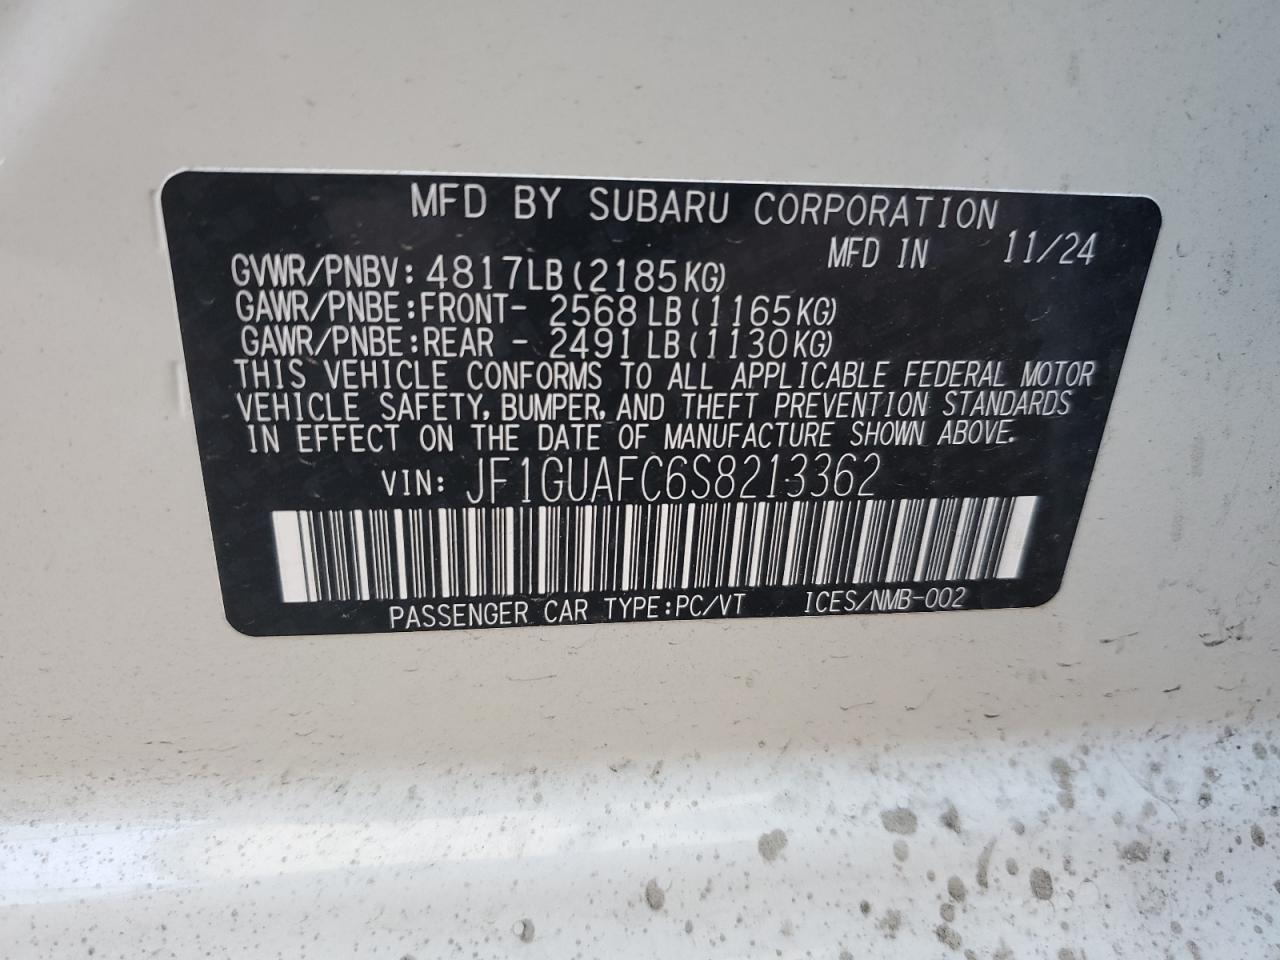 MFD BY SUBARU CORPORATION
MFD IN 11/24
GVWR/PNBV: 4817LB(2185KG)
GAWR/PNBE:FRONT- 2568LB(1165KG)
GAWR/PNBE:REAR - 2491LB(1130KG)
THIS VEHICLE CONFORMS TO ALL APPLICABLE FEDERAL MOTOR
VEHICLE SAFETY, BUMPER, AND THEFT PREVENTION STANDARDS
IN EFFECT ON THE DATE OF MANUFACTURE SHOWN ABOVE.
VIN: JF1GUAFC6S8213362
PASSENGER CAR TYPE:PC/VT ICES/NMB-002